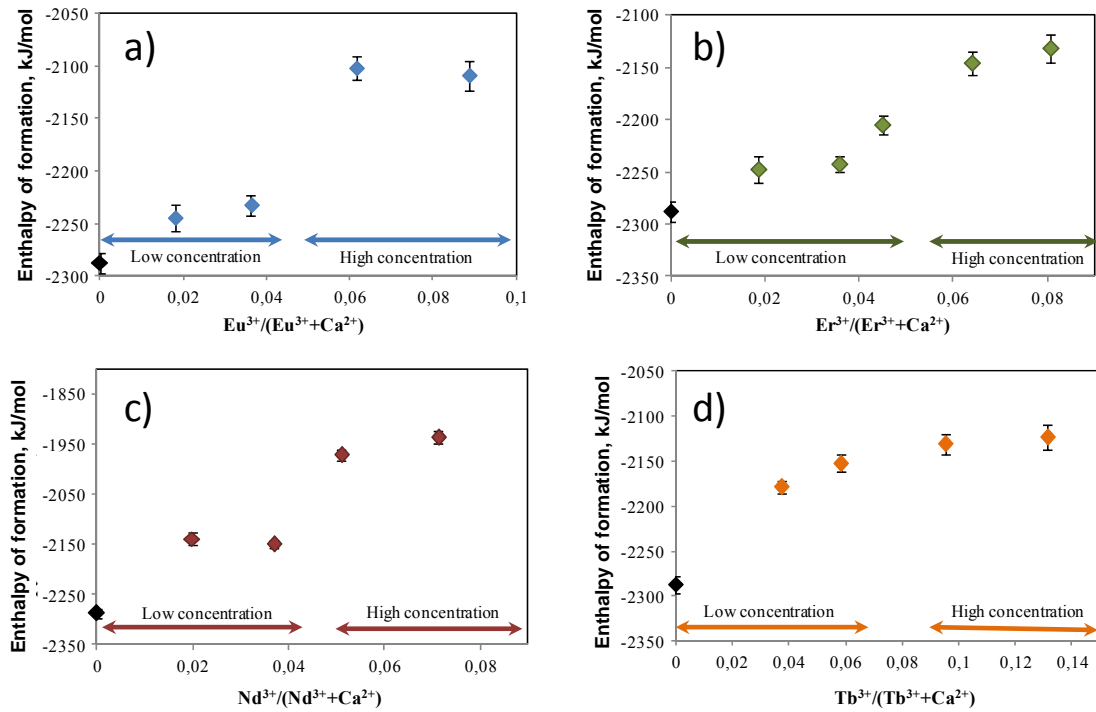 a)
Enthalpy of formation, kJ/mol
-2050
-2100
-2150
-2200
-2250
-2300
Low concentration
High concentration
0 0,02 0,04 0,06 0,08 0,1
Eu³⁺/(Eu³⁺+Ca²⁺)
b)
Enthalpy of formation, kJ/mol
-2100
-2150
-2200
-2250
-2300
-2350
Low concentration
High concentration
0 0,02 0,04 0,06 0,08
Er³⁺/(Er³⁺+Ca²⁺)
c)
Enthalpy of formation, kJ/mol
-1850
-1950
-2050
-2150
-2250
-2350
Low concentration
High concentration
0 0,02 0,04 0,06 0,08
Nd³⁺/(Nd³⁺+Ca²⁺)
d)
Enthalpy of formation, kJ/mol
-2050
-2100
-2150
-2200
-2250
-2300
-2350
Low concentration
High concentration
0 0,02 0,04 0,06 0,08 0,1 0,12 0,14
Tb³⁺/(Tb³⁺+Ca²⁺)